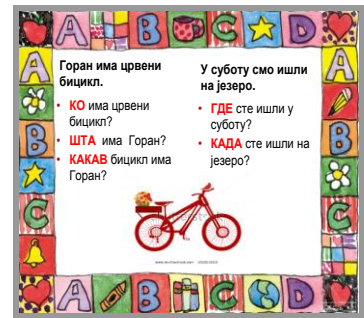 Горан има црвени
бицикл.
• КО има црвени
бицикл?
• ШТА има Горан?
• КАКАВ бицикл има
Горан?
У суботу смо ишли
на језеро.
• ГДЕ сте ишли у
суботу?
• КАДА сте ишли на
језеро?
A B C D
A
B
C
A
B
C
A B C D